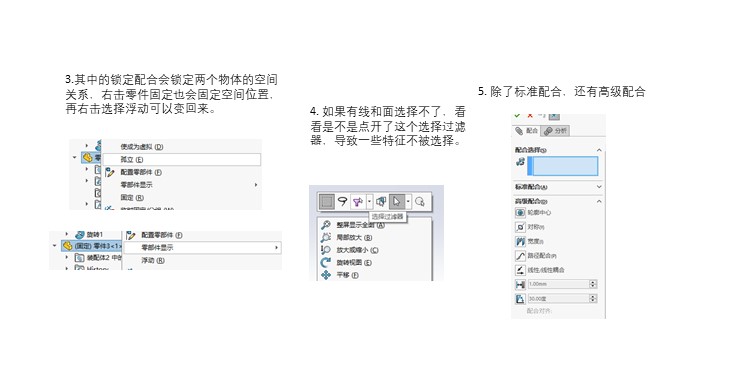 3.其中的锁定配合会锁定两个物体的空间
关系，右击零件固定也会固定空间位置，
再右击选择浮动可以变回来。
使成为虚拟 (D)
孤立 (E)
配置零部件 (F)
零部件显示
固定 (R)
旋转1
(固定) 零件3<1>
装配体2 中的
History
配置零部件 (F)
零部件显示
浮动 (R)
4. 如果有线和面选择不了，看
看是不是点开了这个选择过滤
器，导致一些特征不被选择。
选择过滤器
整屏显示全图 (A)
局部放大 (B)
放大或缩小 (C)
旋转视图 (E)
平移 (F)
5. 除了标准配合，还有高级配合
配合
分析
配合选择(S)
标准配合(A)
高级配合(D)
轮廓中心
对称(Y)
宽度(I)
路径配合(P)
线性/线性耦合
1.00mm
30.00度
配合对齐: